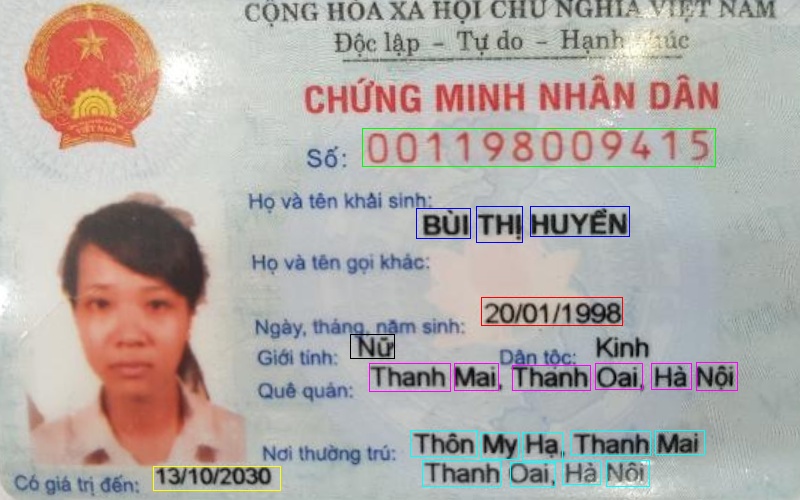 CỘNG HÒA XÃ HỘI CHỦ NGHĨA VIỆT NAM
Độc lập - Tự do - Hạnh phúc
CHỨNG MINH NHÂN DÂN
VIỆT NAM
Số: 001198009415
Họ và tên khai sinh:
BÙI THỊ HUYỀN
Họ và tên gọi khác:
Ngày, tháng, năm sinh: 20/01/1998
Giới tính: Nữ Dân tộc: Kinh
Quê quán: Thanh Mai, Thanh Oai, Hà Nội
Nơi thường trú: Thôn My Hạ, Thanh Mai
Thanh Oai, Hà Nội
Có giá trị đến: 13/10/2030